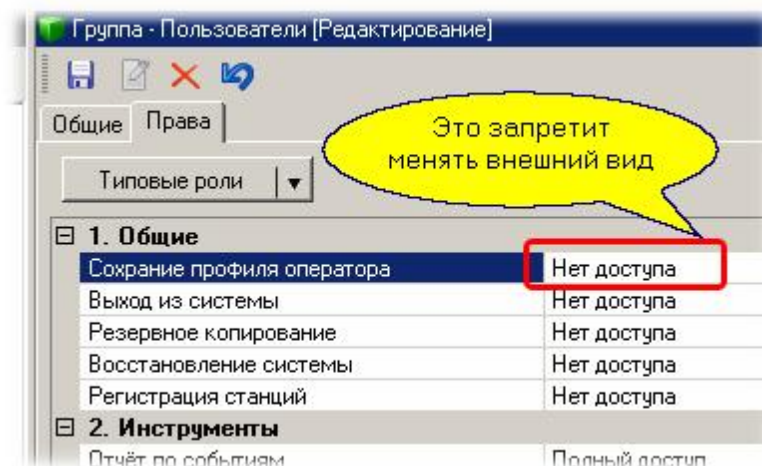 Группа - Пользователи [Редактирование]
Общие
Права
Это запретит
менять внешний вид
Типовые роли
1. Общие
Сохрание профиля оператора
Нет доступа
Выход из системы
Нет доступа
Резервное копирование
Нет доступа
Восстановление системы
Нет доступа
Регистрация станций
Нет доступа
2. Инструменты
Отчёт по событиям
Полный доступ